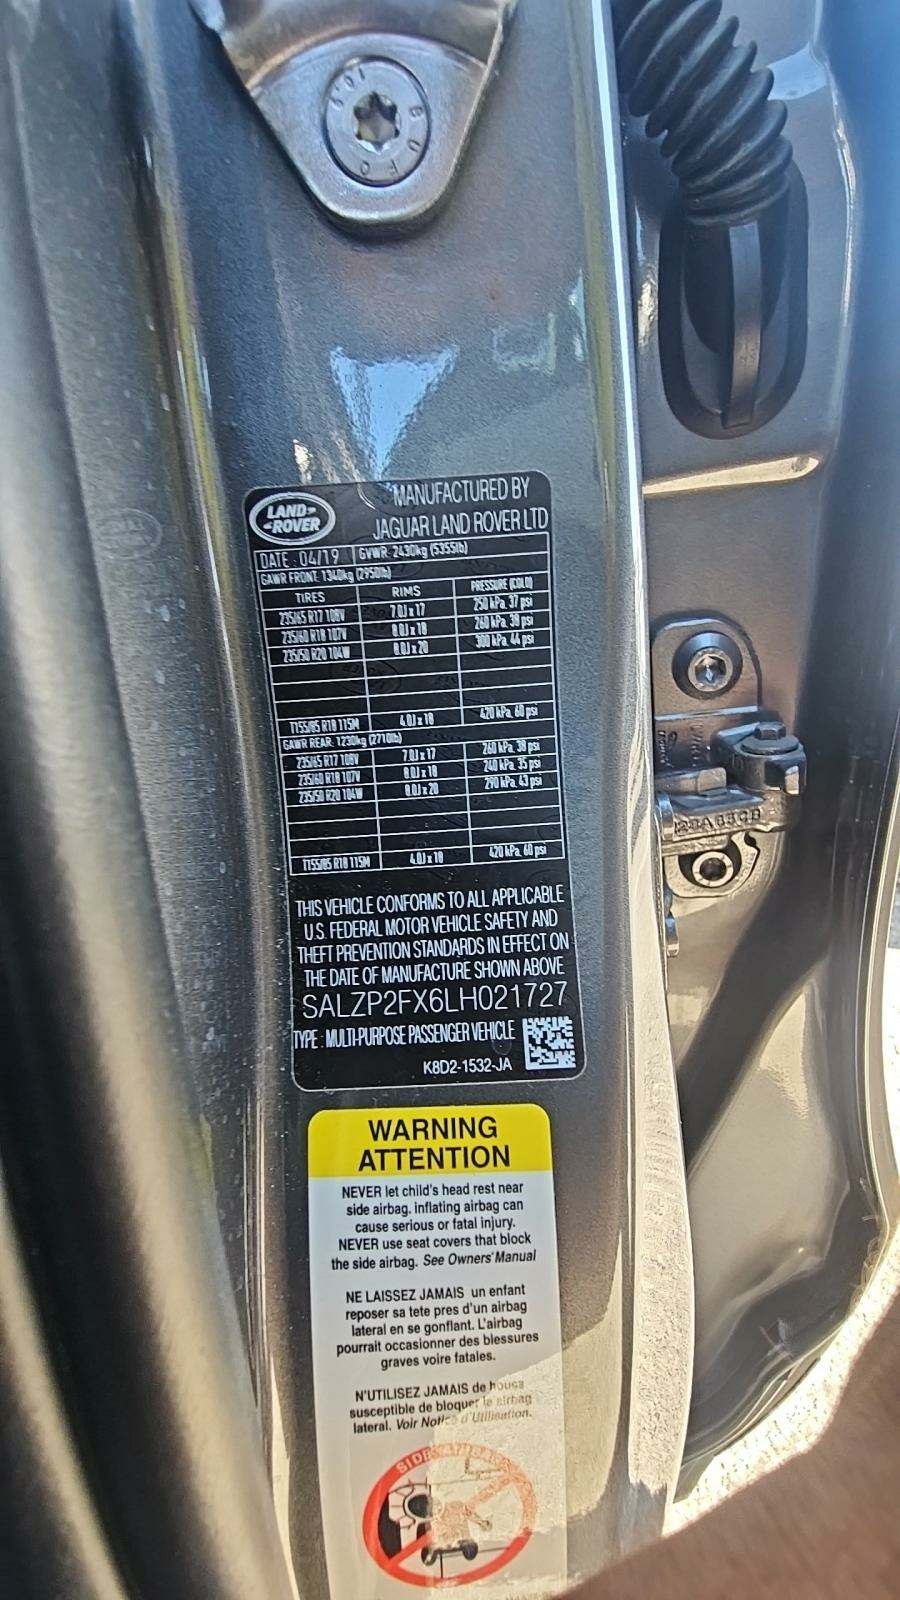 10.9
BUFO
LAND-
-ROVER
MANUFACTURED BY
JAGUAR LAND ROVER LTD
DATE: 04/19 GVWR: 2430kg (5355lb)
GAWR FRONT: 1340kg (2950lb)
TIRES RIMS PRESSURE (COLD)
235/65 R17 108V 7.0J x 17 250 kPa, 37 psi
235/60 R18 107V 8.0J x 18 260 kPa, 38 psi
235/50 R20 104W 8.0J x 20 300 kPa, 44 psi
T155/85 R18 115M 4.0J x 18 420 kPa, 60 psi
GAWR REAR: 1230kg (2710lb)
235/65 R17 108V 7.0J x 17 260 kPa, 38 psi
235/60 R18 107V 8.0J x 18 240 kPa, 35 psi
235/50 R20 104W 8.0J x 20 290 kPa, 43 psi
T155/85 R18 115M 4.0J x 18 420 kPa, 60 psi
THIS VEHICLE CONFORMS TO ALL APPLICABLE
U.S. FEDERAL MOTOR VEHICLE SAFETY AND
THEFT PREVENTION STANDARDS IN EFFECT ON
THE DATE OF MANUFACTURE SHOWN ABOVE
SALZP2FX6LH021727
TYPE : MULTI-PURPOSE PASSENGER VEHICLE
K8D2-1532-JA
WARNING
ATTENTION
NEVER let child's head rest near
side airbag. inflating airbag can
cause serious or fatal injury.
NEVER use seat covers that block
the side airbag. See Owners' Manual
NE LAISSEZ JAMAIS un enfant
reposer sa tete pres d'un airbag
lateral en se gonflant. L'airbag
pourrait occasionner des blessures
graves voire fatales.
N'UTILISEZ JAMAIS de housse
susceptible de bloquer le airbag
lateral. Voir Notice d'Utilisation.